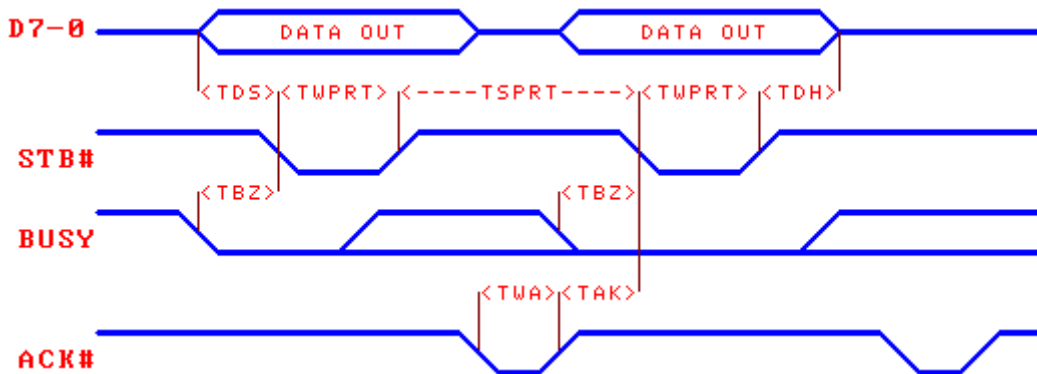 D7-0 DATA OUT DATA OUT
<TDS><TWPRT> <----TSPRT----><TWPRT><TDH>
STB#
<TBZ> <TBZ>
BUSY
<TWA><TAK>
ACK#